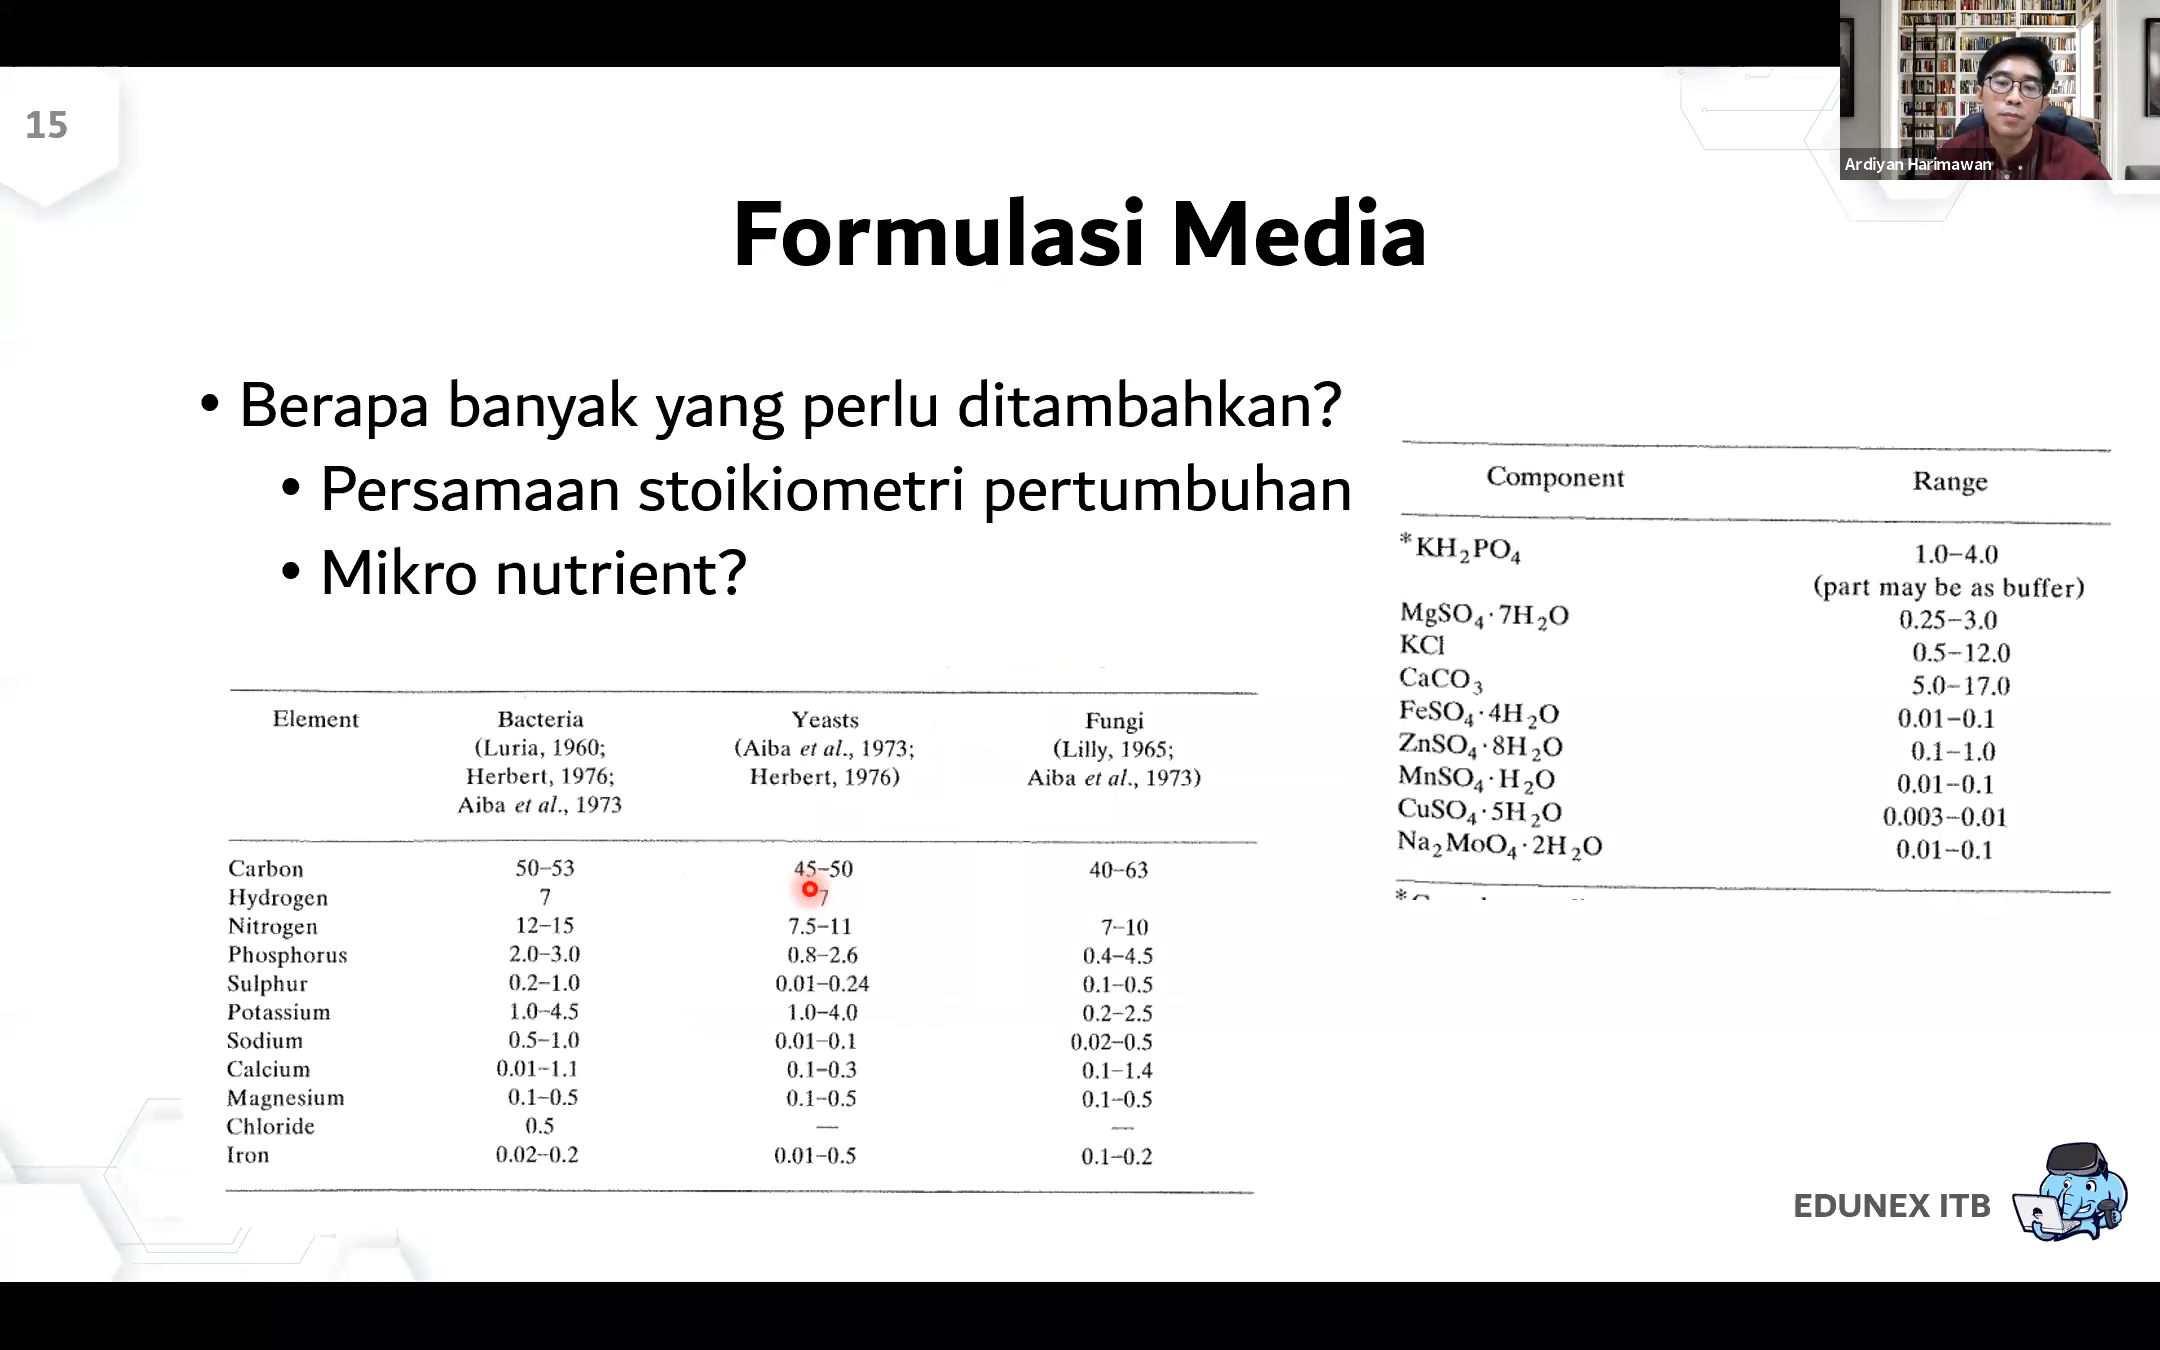 15
Ardiyan Harimawan
Formulasi Media
• Berapa banyak yang perlu ditambahkan?
• Persamaan stoikiometri pertumbuhan
• Mikro nutrient?
Component Range
*KH2PO4 1.0–4.0
(part may be as buffer)
MgSO4·7H2O 0.25–3.0
KCl 0.5–12.0
CaCO3 5.0–17.0
FeSO4·4H2O 0.01–0.1
ZnSO4·8H2O 0.1–1.0
MnSO4·H2O 0.01–0.1
CuSO4·5H2O 0.003–0.01
Na2MoO4·2H2O 0.01–0.1
Element Bacteria Yeasts Fungi
(Luria, 1960; (Aiba et al., 1973; (Lilly, 1965;
Herbert, 1976; Herbert, 1976) Aiba et al., 1973)
Aiba et al., 1973
Carbon 50–53 45–50 40–63
Hydrogen 7 7
Nitrogen 12–15 7.5–11 7–10
Phosphorus 2.0–3.0 0.8–2.6 0.4–4.5
Sulphur 0.2–1.0 0.01–0.24 0.1–0.5
Potassium 1.0–4.5 1.0–4.0 0.2–2.5
Sodium 0.5–1.0 0.01–0.1 0.02–0.5
Calcium 0.01–1.1 0.1–0.3 0.1–1.4
Magnesium 0.1–0.5 0.1–0.5 0.1–0.5
Chloride 0.5 — —
Iron 0.02–0.2 0.01–0.5 0.1–0.2
EDUNEX ITB